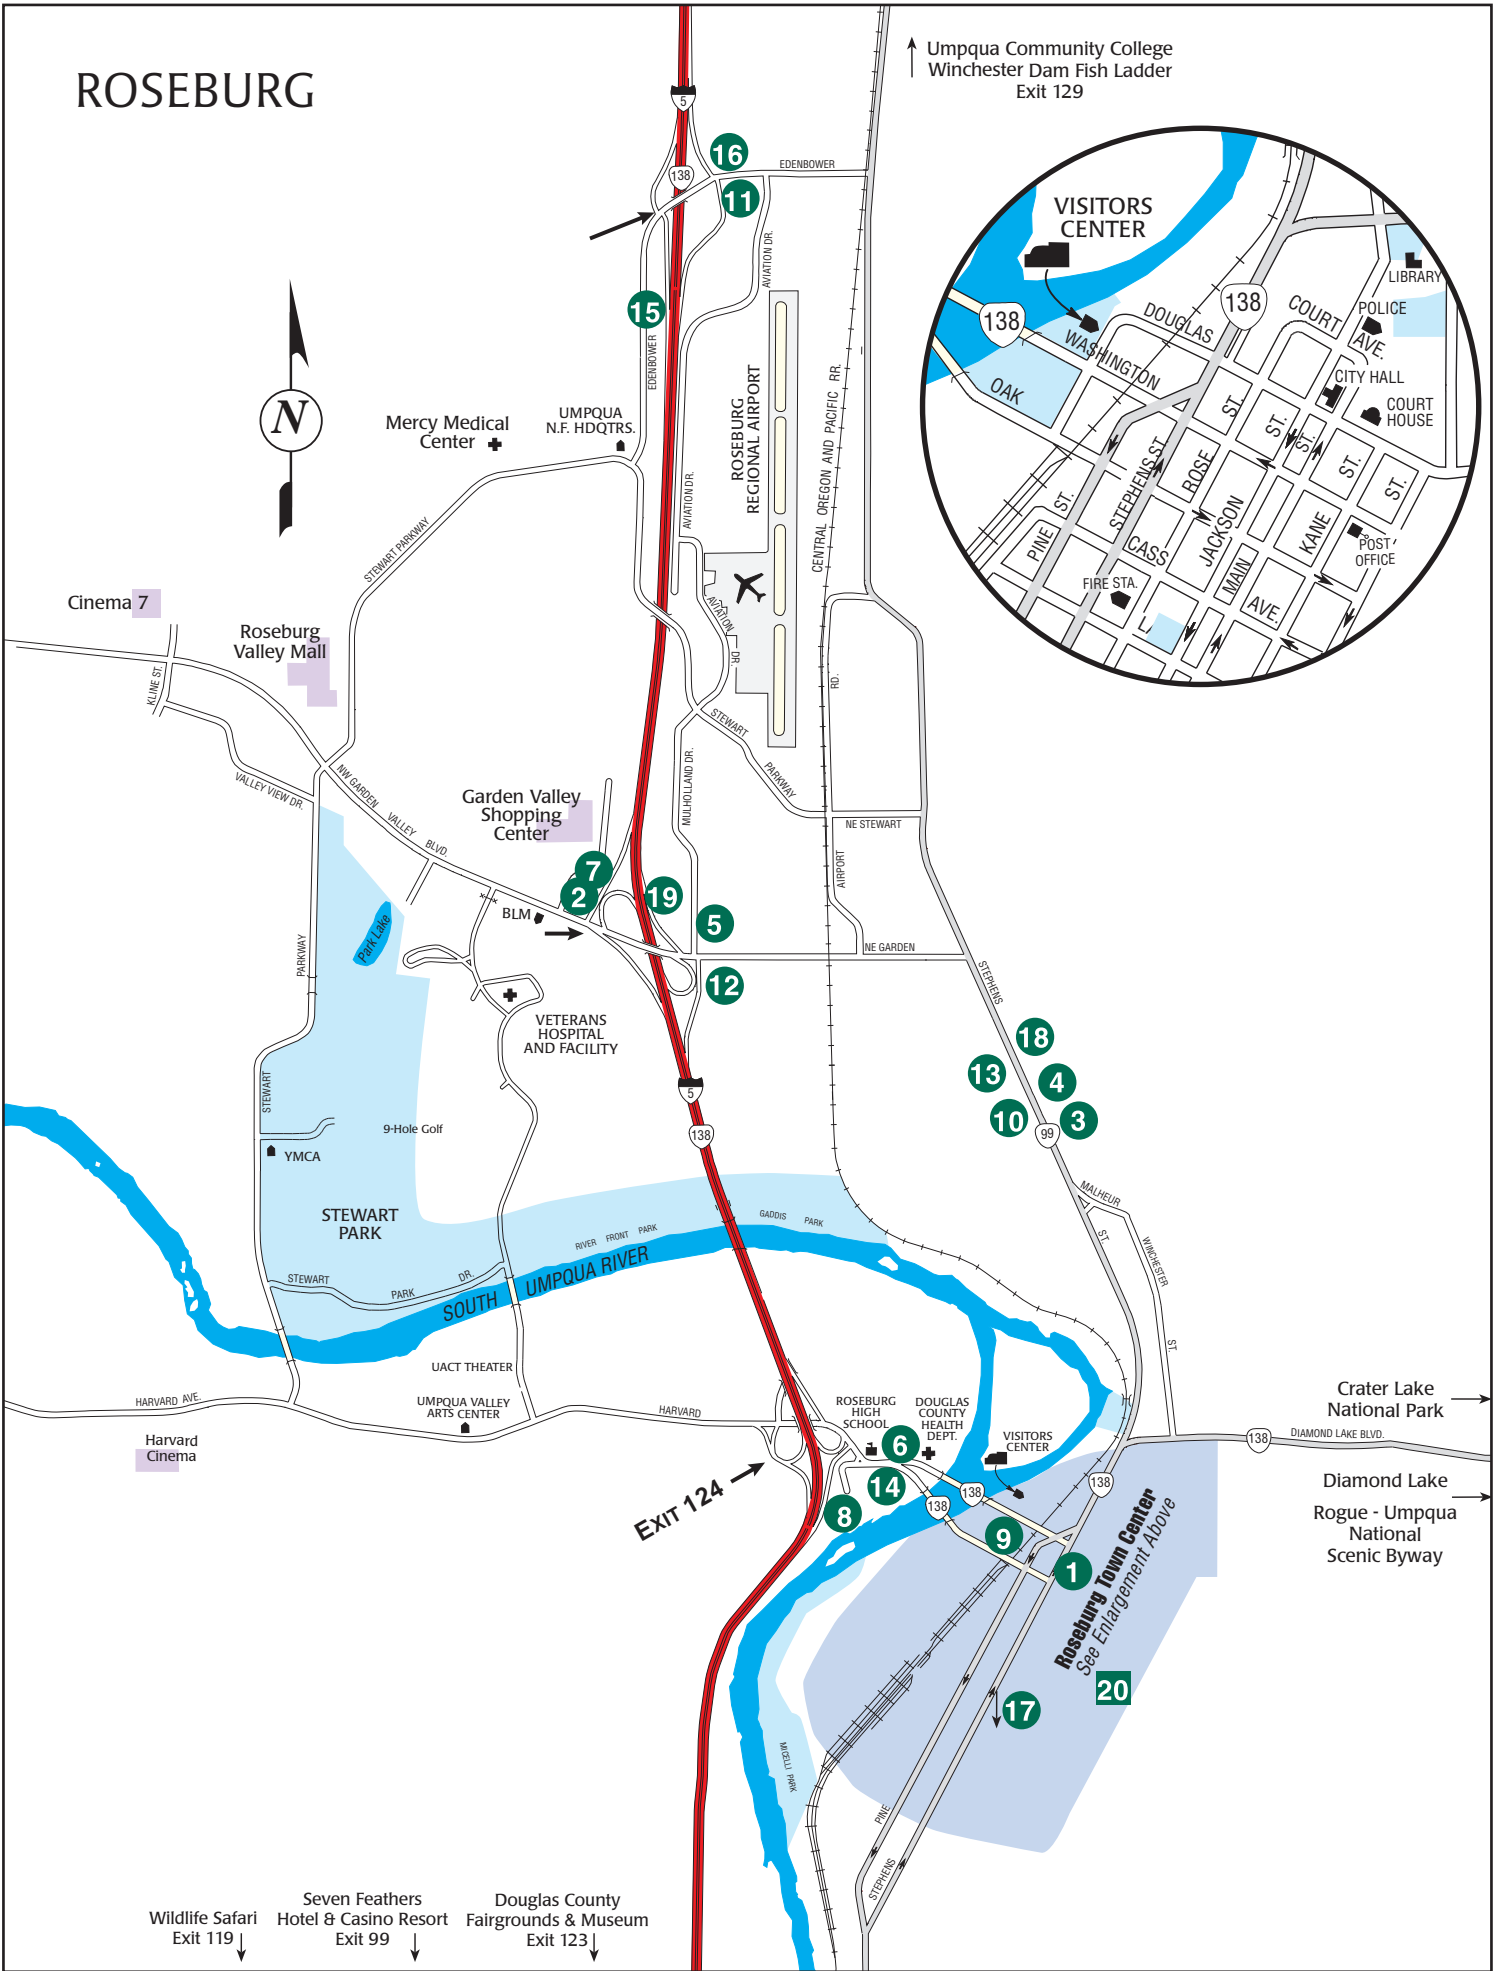 ROSEBURG
Umpqua Community College
Winchester Dam Fish Ladder
Exit 129
5
138
16
EDENBOWER
11
AVIATION DR.
15
EDENBOWER
VISITORS
CENTER
LIBRARY
138
138
DOUGLAS
COURT
AVE.
POLICE
WASHINGTON
CITY HALL
OAK
COURT
HOUSE
ST.
ST.
ST.
ST.
ST.
STEPHENS ST.
ROSE
PINE
ST.
JACKSON
KANE
CASS
MAIN
AVE.
POST
OFFICE
FIRE STA.
N
Mercy Medical
Center
UMPQUA
N.F. HDQTRS.
ROSEBURG
REGIONAL AIRPORT
CENTRAL OREGON AND PACIFIC RR.
AVIATION DR.
STEWART PARKWAY
AVIATION
DR.
Cinema 7
Roseburg
Valley Mall
KLINE ST.
RD.
STEWART
PARKWAY
MULHOLLAND DR.
VALLEY VIEW DR.
NW GARDEN
VALLEY
BLVD.
Garden Valley
Shopping
Center
NE STEWART
AIRPORT
7
2
19
BLM
5
NE GARDEN
12
Park Lake
PARKWAY
STEPHENS
VETERANS
HOSPITAL
AND FACILITY
18
13
4
10
3
99
5
138
STEWART
9-Hole Golf
YMCA
MALHEUR
ST.
WINCHESTER
ST.
STEWART
PARK
RIVER FRONT PARK
GADDIS PARK
STEWART
PARK
DR.
SOUTH UMPQUA RIVER
UACT THEATER
UMPQUA VALLEY
ARTS CENTER
HARVARD AVE.
HARVARD
Harvard
Cinema
ROSEBURG
HIGH
SCHOOL
DOUGLAS
COUNTY
HEALTH
DEPT.
VISITORS
CENTER
6
14
8
138
138
138
138
DIAMOND LAKE BLVD.
Crater Lake
National Park
Diamond Lake
Rogue - Umpqua
National
Scenic Byway
EXIT 124
9
1
Roseburg Town Center
See Enlargement Above
20
17
MICELLI PARK
PINE
STEPHENS
Wildlife Safari
Exit 119
Seven Feathers
Hotel & Casino Resort
Exit 99
Douglas County
Fairgrounds & Museum
Exit 123